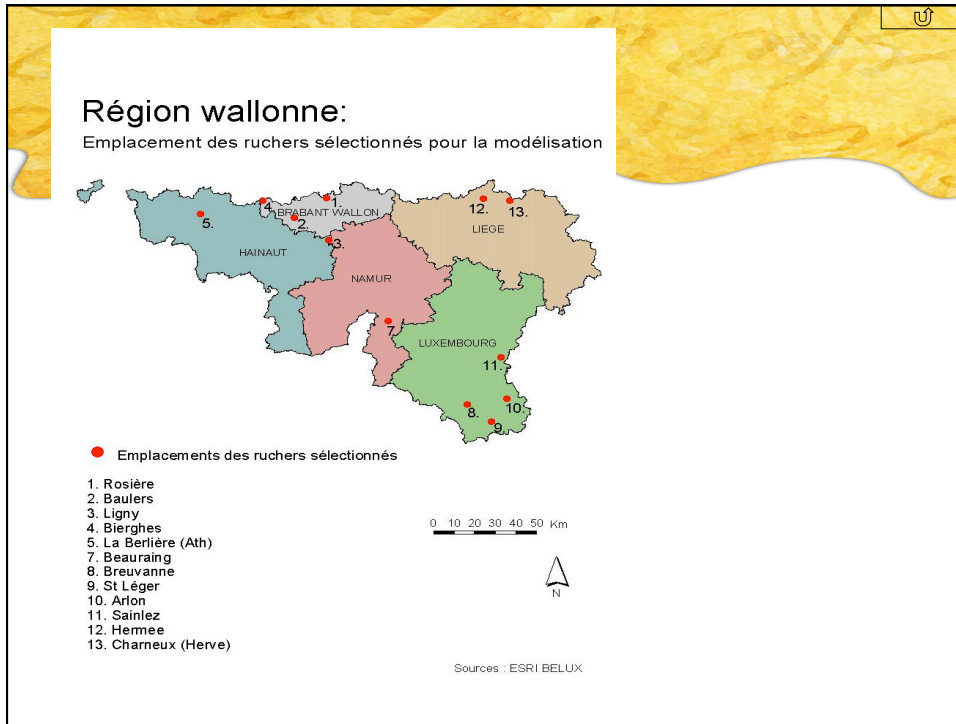 Région wallonne:
Emplacement des ruchers sélectionnés pour la modélisation
4.
1.
BRABANT WALLON
2.
5.
3.
HAINAUT
12.
13.
LIEGE
NAMUR
7.
LUXEMBOURG
11.
8.
10.
9.
Emplacements des ruchers sélectionnés
1. Rosière
2. Baulers
3. Ligny
4. Bierghes
5. La Berlière (Ath)
7. Beauraing
8. Breuvanne
9. St Léger
10. Arlon
11. Sainlez
12. Hermee
13. Charneux (Herve)
0 10 20 30 40 50 Km
N
Sources : ESRI BELUX